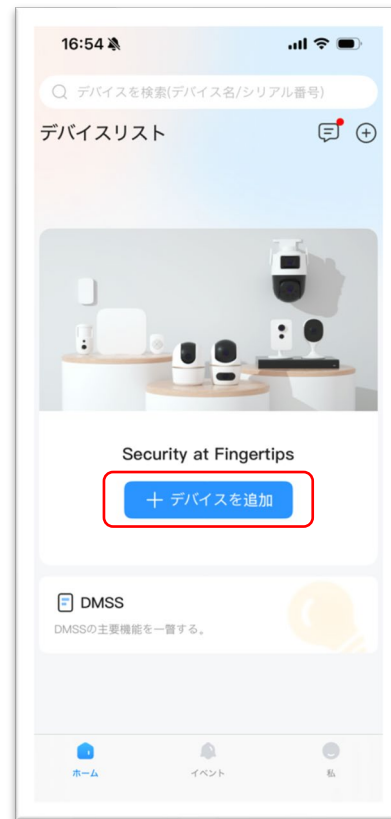 16:54
デバイスを検索(デバイス名/シリアル番号)
デバイスリスト
Security at Fingertips
＋ デバイスを追加
DMSS
DMSSの主要機能を一瞥する。
ホーム
イベント
私